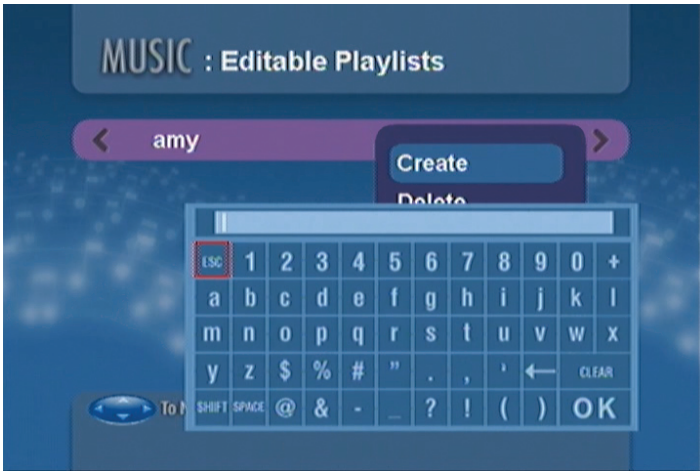 MUSIC : Editable Playlists
amy
Create
Delete
ESC 1 2 3 4 5 6 7 8 9 0 +
a b c d e f g h i j k l
m n o p q r s t u v w x
y z $ % # " . , ' ← CLEAR
SHIFT SPACE @ & - _ ? ! ( ) OK
To